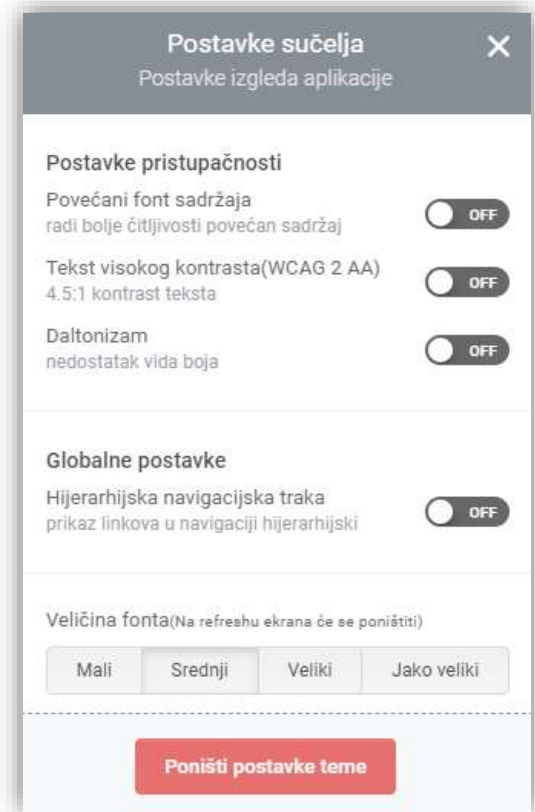 Postavke sučelja
Postavke izgleda aplikacije
Postavke pristupačnosti
Povećani font sadržaja
radi bolje čitljivosti povećan sadržaj
OFF
Tekst visokog kontrasta(WCAG 2 AA)
4.5:1 kontrast teksta
OFF
Daltonizam
nedostatak vida boja
OFF
Globalne postavke
Hijerarhijska navigacijska traka
prikaz linkova u navigaciji hijerarhijski
OFF
Veličina fonta(Na refreshu ekrana će se poništiti)
Mali Srednji Veliki Jako veliki
Poništi postavke teme